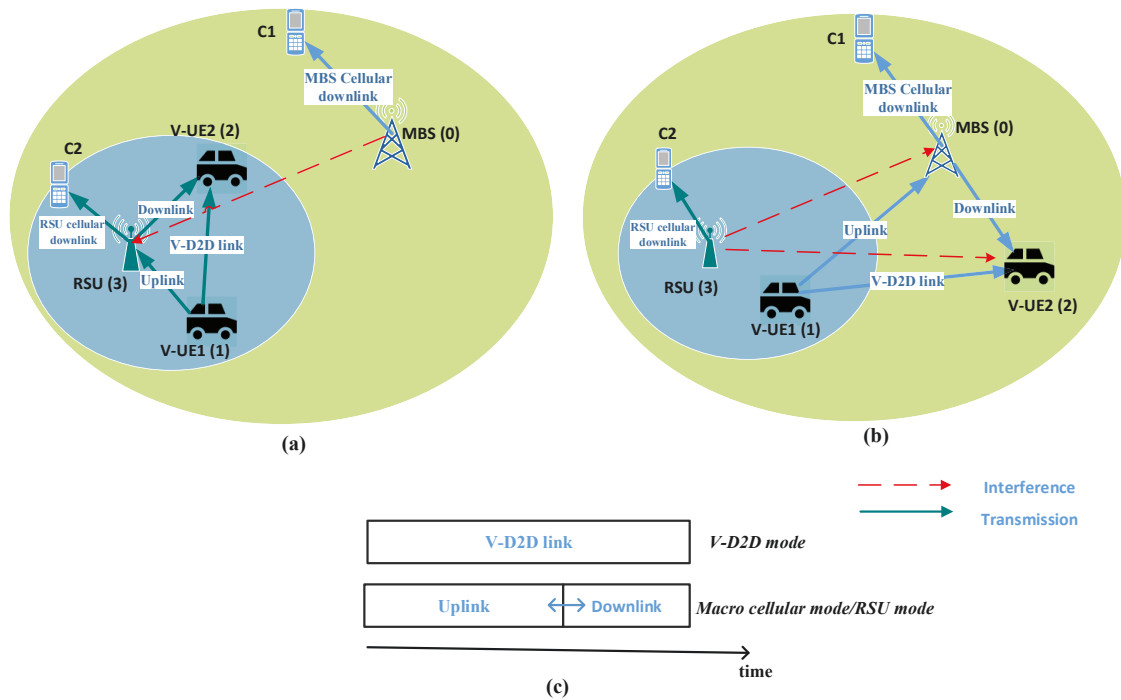 C1
MBS Cellular
downlink
MBS (0)
V-UE2 (2)
C2
Downlink
RSU cellular
downlink
V-D2D link
Uplink
RSU (3)
V-UE1 (1)
(a)
C1
MBS Cellular
downlink
MBS (0)
C2
Downlink
Uplink
RSU cellular
downlink
V-D2D link
RSU (3)
V-UE1 (1)
V-UE2 (2)
(b)
Interference
Transmission
V-D2D link
V-D2D mode
Uplink
Downlink
Macro cellular mode/RSU mode
time
(c)